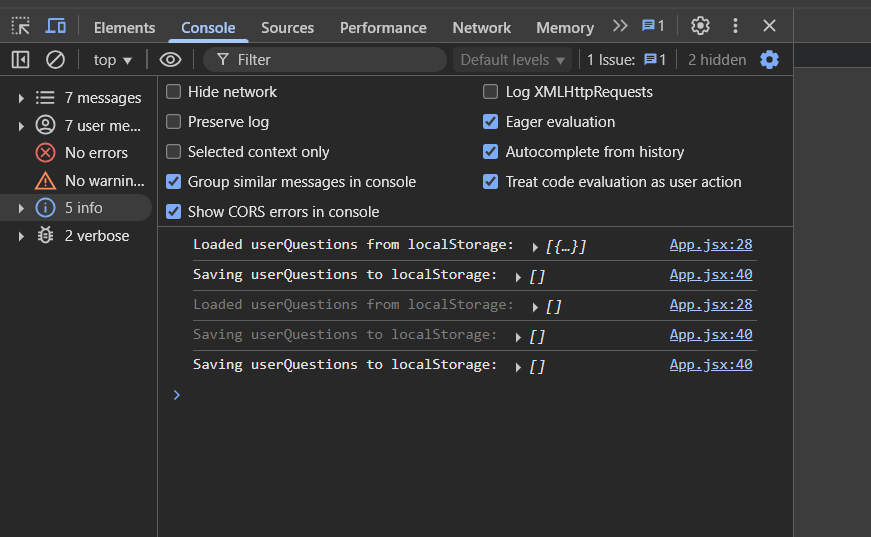 Elements Console Sources Performance Network Memory 1
top Filter Default levels 1 Issue: 1 2 hidden
7 messages
7 user me...
No errors
No warnin...
5 info
2 verbose
Hide network Log XMLHttpRequests
Preserve log Eager evaluation
Selected context only Autocomplete from history
Group similar messages in console Treat code evaluation as user action
Show CORS errors in console
Loaded userQuestions from localStorage: [{…}] App.jsx:28
Saving userQuestions to localStorage: [] App.jsx:40
Loaded userQuestions from localStorage: [] App.jsx:28
Saving userQuestions to localStorage: [] App.jsx:40
Saving userQuestions to localStorage: [] App.jsx:40